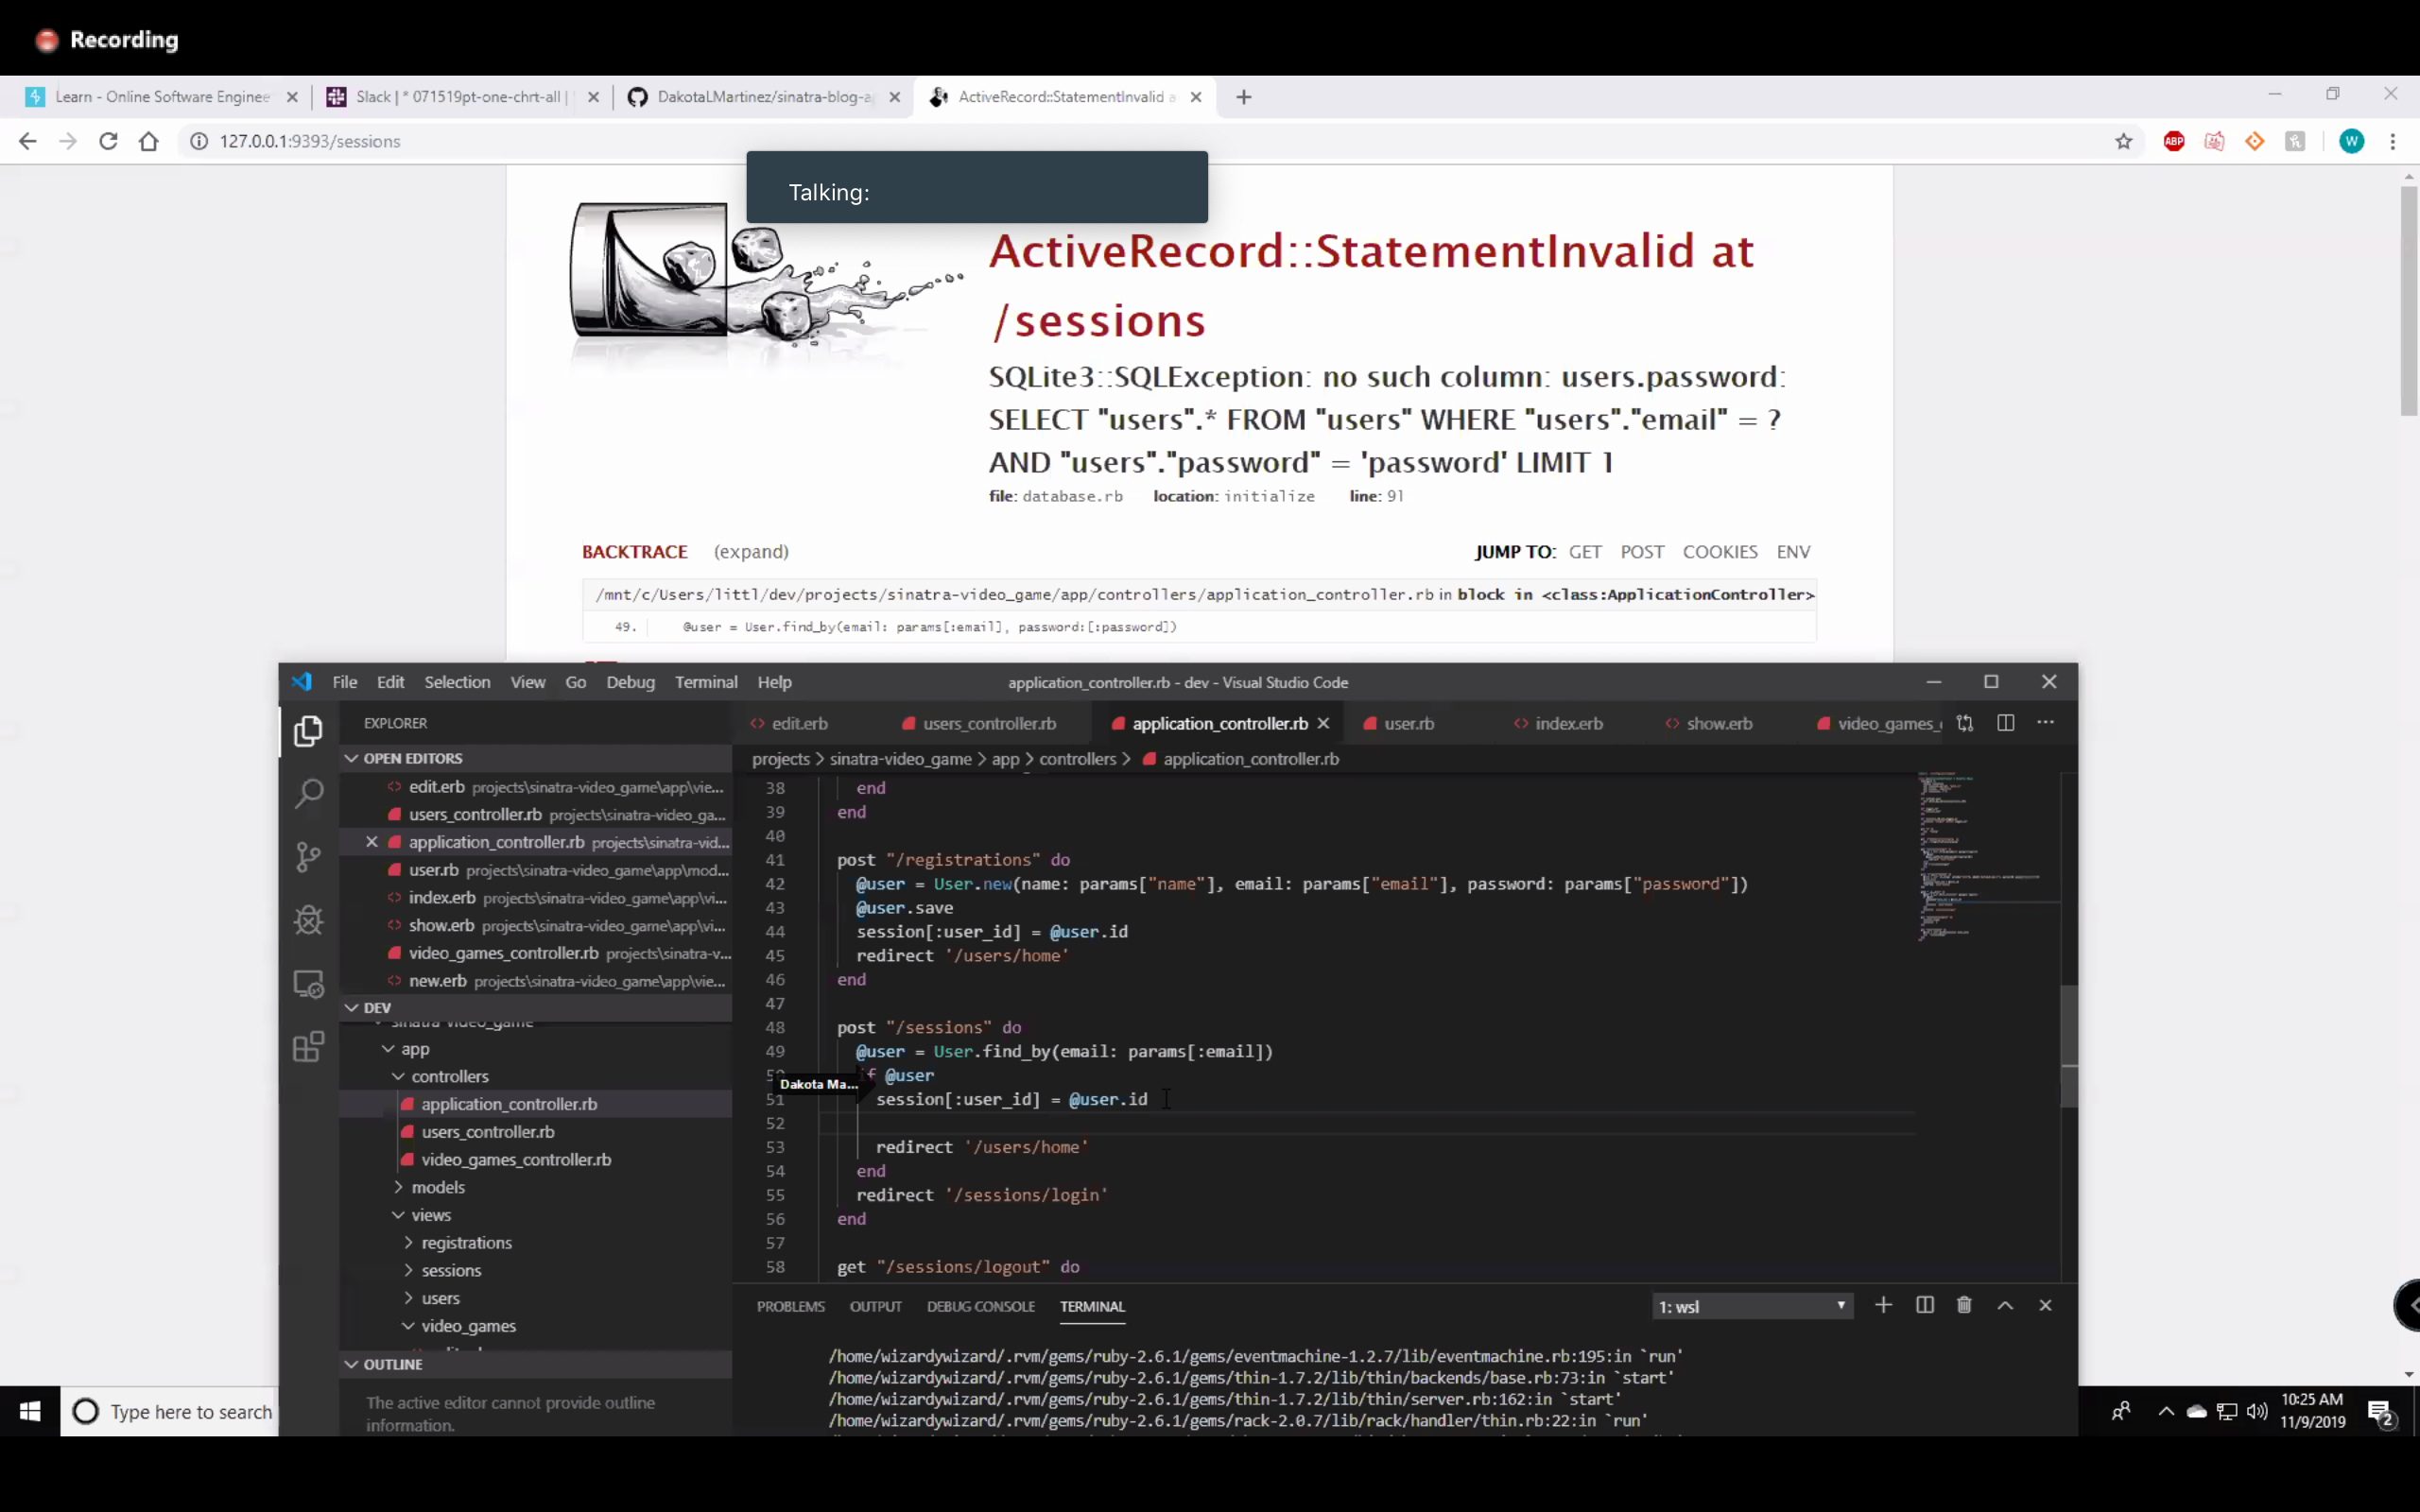 Recording
Learn - Online Software Enginee
Slack | * 071519pt-one-chrt-all |
DakotaLMartinez/sinatra-blog-a
ActiveRecord::StatementInvalid a
127.0.0.1:9393/sessions
ABP
W
Talking:
ActiveRecord::StatementInvalid at
/sessions
SQLite3::SQLException: no such column: users.password:
SELECT "users".* FROM "users" WHERE "users"."email" = ?
AND "users"."password" = 'password' LIMIT 1
file: database.rb location: initialize line: 91
BACKTRACE (expand) JUMP TO: GET POST COOKIES ENV
/mnt/c/Users/littl/dev/projects/sinatra-video_game/app/controllers/application_controller.rb in block in <class:ApplicationController>
49. @user = User.find_by(email: params[:email], password:[:password])
File Edit Selection View Go Debug Terminal Help
application_controller.rb - dev - Visual Studio Code
EXPLORER
edit.erb
users_controller.rb
application_controller.rb
user.rb
index.erb
show.erb
video_games_
OPEN EDITORS
projects > sinatra-video_game > app > controllers > application_controller.rb
edit.erb projects\sinatra-video_game\app\vie...
users_controller.rb projects\sinatra-video_ga...
application_controller.rb projects\sinatra-vid...
user.rb projects\sinatra-video_game\app\mod...
index.erb projects\sinatra-video_game\app\vi...
show.erb projects\sinatra-video_game\app\vi...
video_games_controller.rb projects\sinatra-v...
new.erb projects\sinatra-video_game\app\vie...
DEV
sinatra-video_game
app
controllers
application_controller.rb
users_controller.rb
video_games_controller.rb
models
views
registrations
sessions
users
video_games
OUTLINE
The active editor cannot provide outline
information.
38 end
39 end
40
41 post "/registrations" do
42 @user = User.new(name: params["name"], email: params["email"], password: params["password"])
43 @user.save
44 session[:user_id] = @user.id
45 redirect '/users/home'
46 end
47
48 post "/sessions" do
49 @user = User.find_by(email: params[:email])
50 if @user
Dakota Ma...
51 session[:user_id] = @user.id
52
53 redirect '/users/home'
54 end
55 redirect '/sessions/login'
56 end
57
58 get "/sessions/logout" do
PROBLEMS OUTPUT DEBUG CONSOLE TERMINAL
1: wsl
/home/wizardywizard/.rvm/gems/ruby-2.6.1/gems/eventmachine-1.2.7/lib/eventmachine.rb:195:in `run'
/home/wizardywizard/.rvm/gems/ruby-2.6.1/gems/thin-1.7.2/lib/thin/backends/base.rb:73:in `start'
/home/wizardywizard/.rvm/gems/ruby-2.6.1/gems/thin-1.7.2/lib/thin/server.rb:162:in `start'
/home/wizardywizard/.rvm/gems/ruby-2.6.1/gems/rack-2.0.7/lib/rack/handler/thin.rb:22:in `run'
Type here to search
10:25 AM
11/9/2019
2